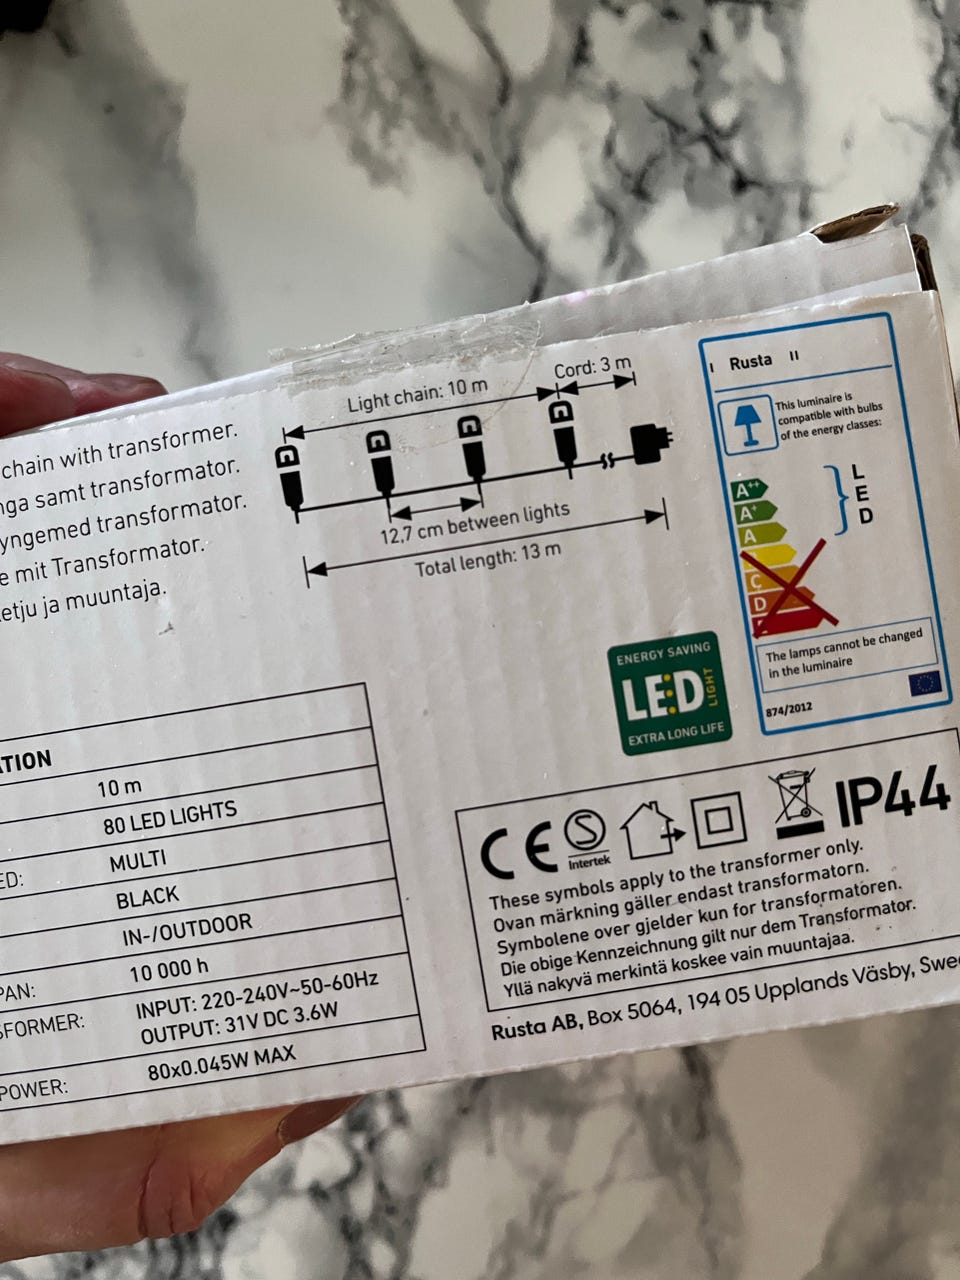 chain with transformer.
nga samt transformator.
yngemed transformator.
e mit Transformator.
etju ja muuntaja.
Light chain: 10 m
Cord: 3 m
12,7 cm between lights
Total length: 13 m
Rusta
This luminaire is
compatible with bulbs
of the energy classes:
A++
A+
A
C
D
L
E
D
The lamps cannot be changed
in the luminaire
874/2012
ENERGY SAVING
LED
LIGHT
EXTRA LONG LIFE
ATION
10 m
80 LED LIGHTS
ED: MULTI
BLACK
IN-/OUTDOOR
PAN: 10 000 h
SFORMER: INPUT: 220-240V~50-60Hz
OUTPUT: 31V DC 3.6W
POWER: 80x0.045W MAX
CE
S
Intertek
IP44
These symbols apply to the transformer only.
Ovan märkning gäller endast transformatorn.
Symbolene over gjelder kun for transformatoren.
Die obige Kennzeichnung gilt nur dem Transformator.
Yllä nakyvä merkintä koskee vain muuntajaa.
Rusta AB, Box 5064, 194 05 Upplands Väsby, Swe